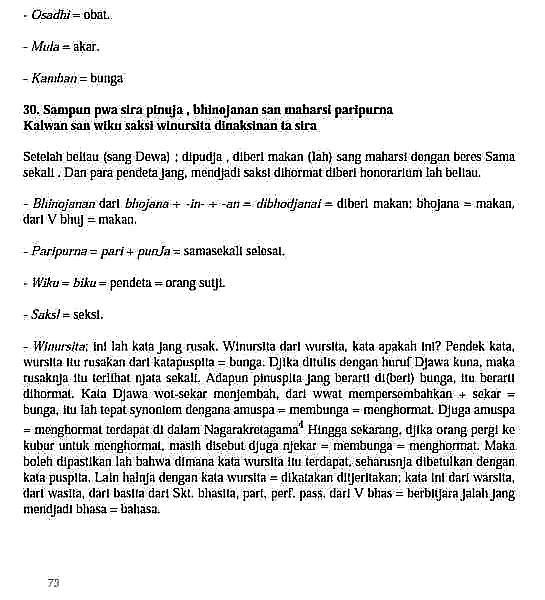 - Osadhi = obat.
- Mula = akar.
- Kamban = bunga
30. Sampun pwa sira pinuja , bhinojanan san maharsi paripurna
Kalwan san wiku saksi winursita dinaksinan ta sira
Setelah beliau (sang Dewa) ; dipudja , diberi makan (lah) sang maharsi dengan beres Sama
sekali . Dan para pendeta jang, mendjadi saksi dihormat diberi honorarium lah beliau.
- Bhinojanan dari bhojana + -in- + -an = dibhodjanai = diberi makan; bhojana = makan,
dari V bhuj = makan.
- Paripurna = pari + punJa = samasekali selesai.
- Wiku = biku = pendeta = orang sutji.
- Saksi = seksi.
- Winursita; ini lah kata jang rusak. Winursita dari wursita, kata apakah ini? Pendek kata,
wursita itu rusakan dari katapuspita = bunga. Djika ditulis dengan huruf Djawa kuna, maka
rusaknja itu terlihat njata sekali. Adapun pinuspita jang berarti di(beri) bunga, itu berarti
dihormat. Kata Djawa wot-sekar menjembah, dari wwat mempersembahkan + sekar =
bunga, itu lah tepat synoniem dengana amuspa = membunga = menghormat. Djuga amuspa
= menghormat terdapat di dalam Nagarakretagama4 Hingga sekarang, djika orang pergi ke
kubur untuk menghormat, masih disebut djuga njekar = membunga = menghormat. Maka
boleh dipastikan lah bahwa dimana kata wursita itu terdapat, seharusnja dibetulkan dengan
kata puspita. Lain halnja dengan kata wursita = dikatakan ditjeritakan; kata ini dari warsita,
dari wasita, dari basita dari Skt. bhasita, part, perf. pass, dari V bhas = berbitjara jalah jang
mendjadi bhasa = bahasa.
73